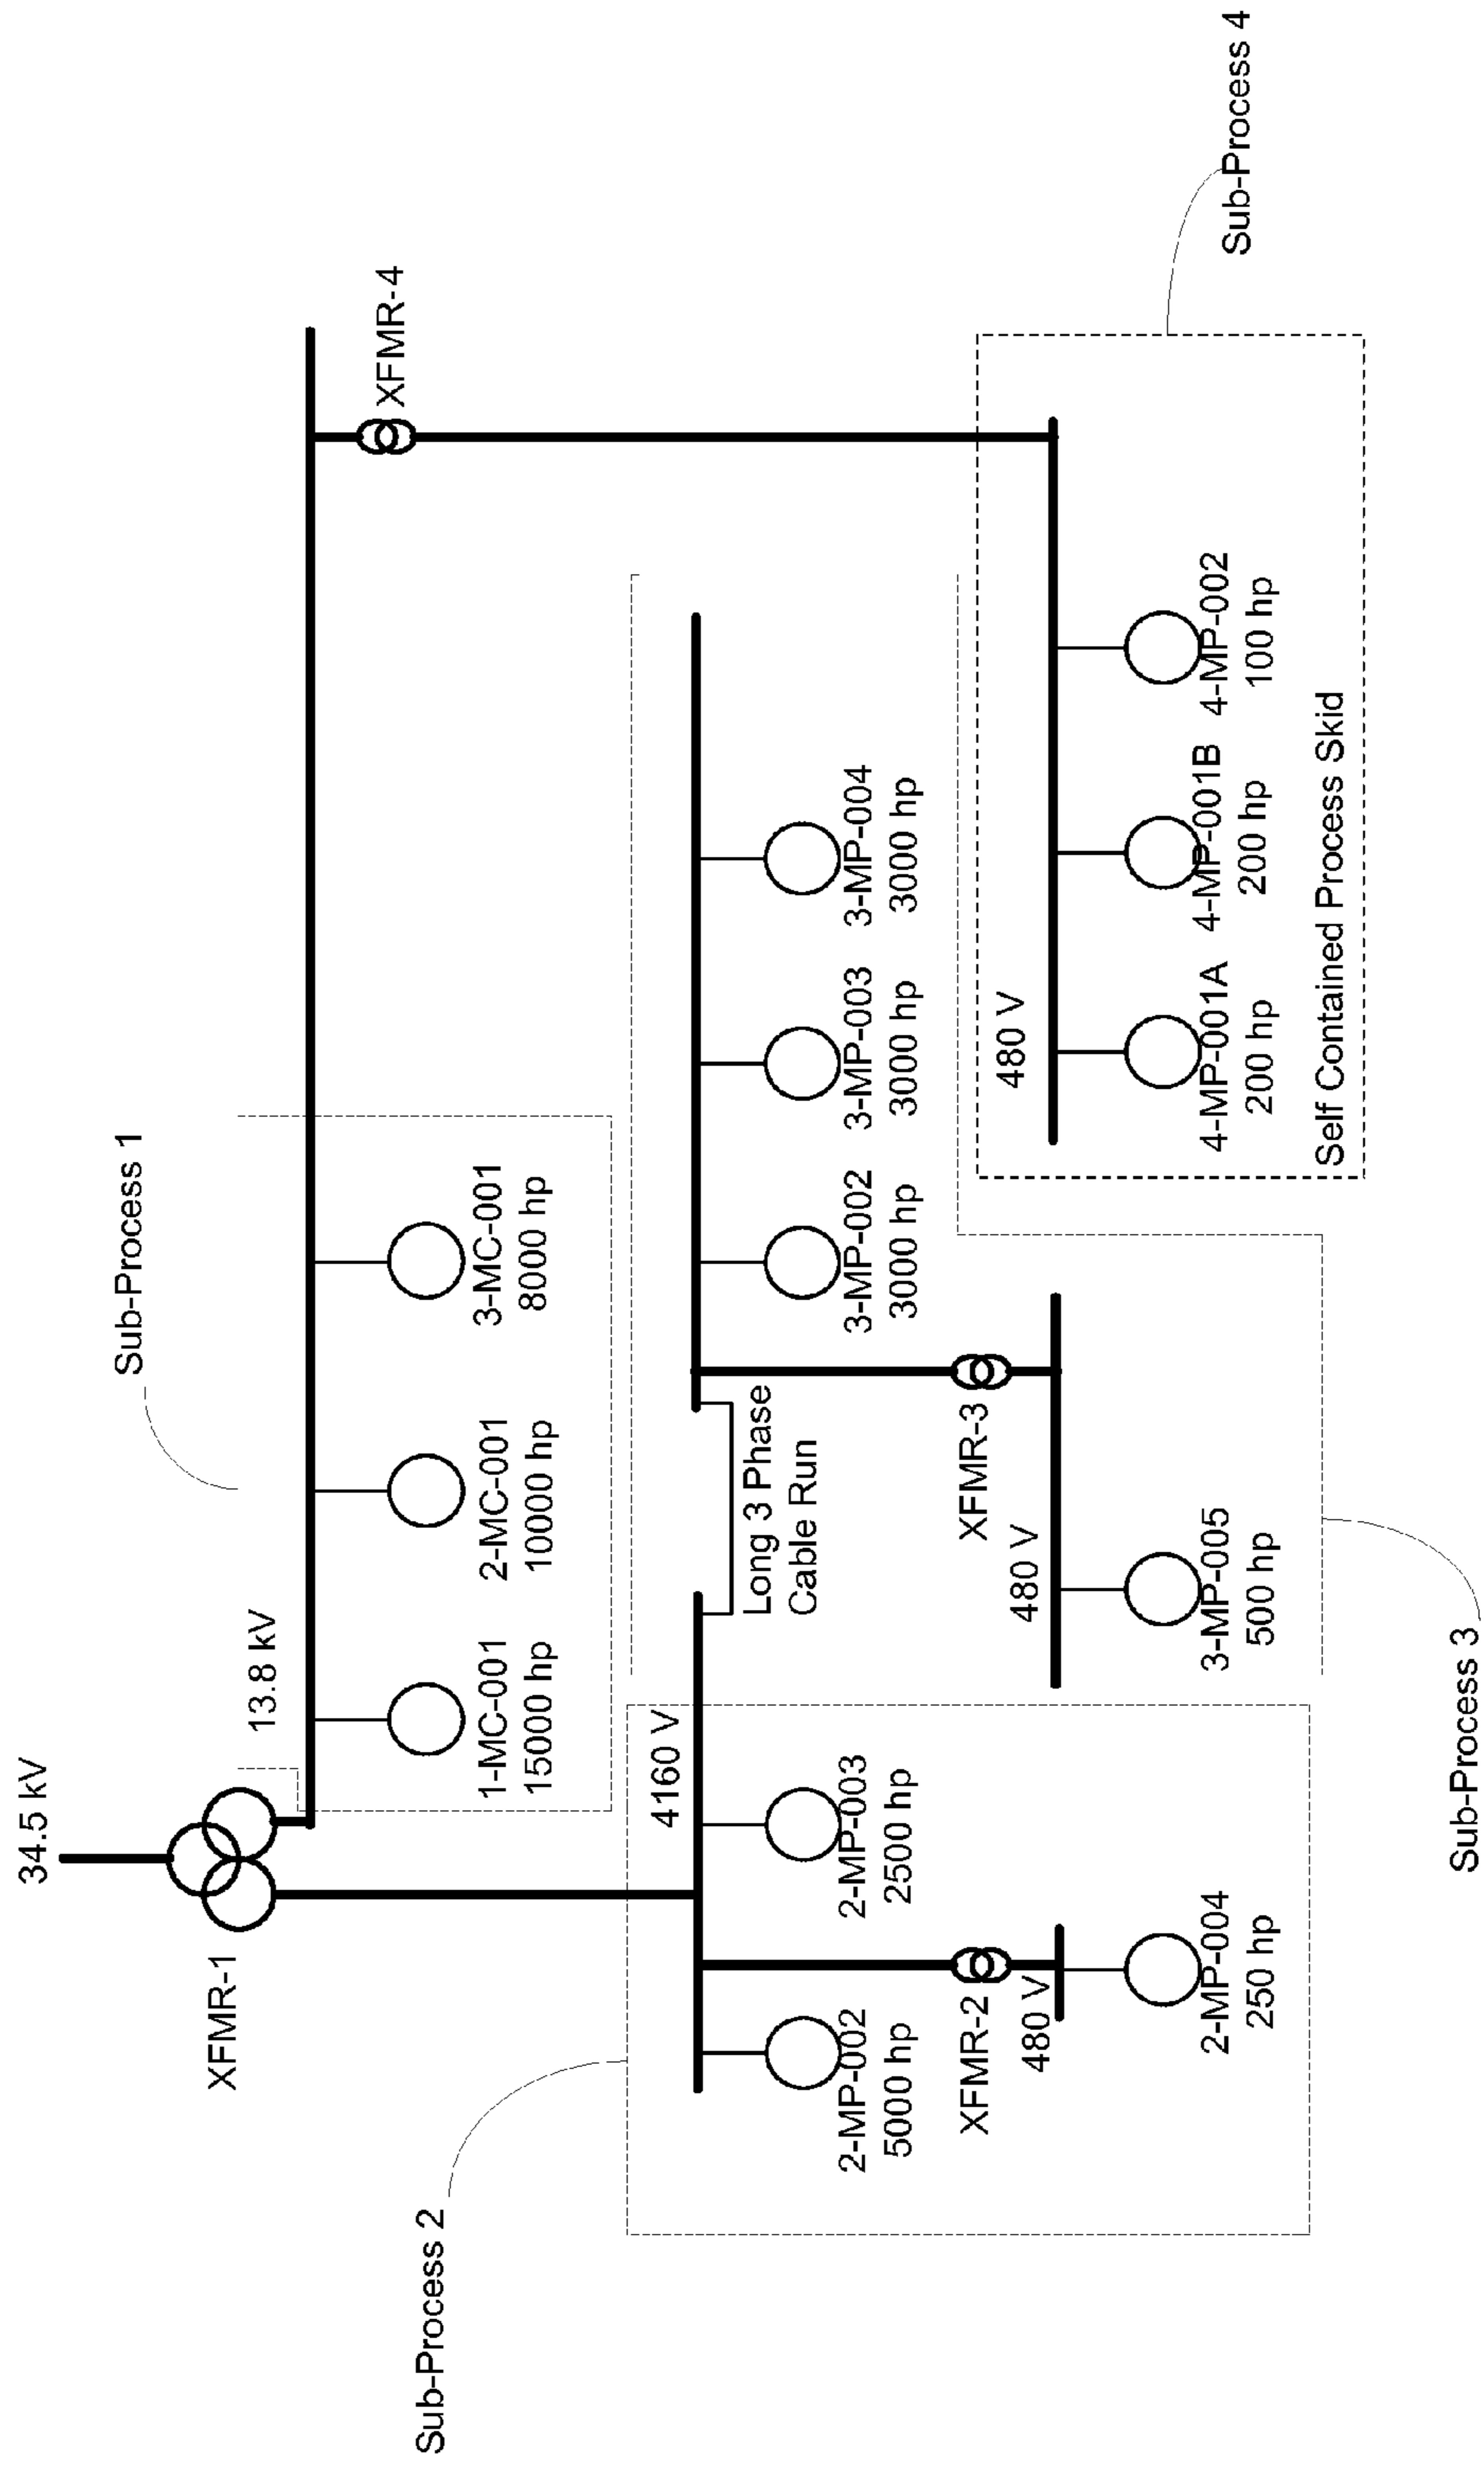 34.5 kV
XFMR-1
13.8 kV
Sub-Process 1
1-MC-001
15000 hp
2-MC-001
10000 hp
3-MC-001
8000 hp
XFMR-4
Sub-Process 2
4160 V
2-MP-002
5000 hp
2-MP-003
2500 hp
XFMR-2
480 V
2-MP-004
250 hp
Long 3 Phase
Cable Run
3-MP-002
3000 hp
3-MP-003
3000 hp
3-MP-004
3000 hp
XFMR-3
480 V
3-MP-005
500 hp
Sub-Process 3
480 V
4-MP-001A
200 hp
4-MP-001B
200 hp
4-MP-002
100 hp
Self Contained Process Skid
Sub-Process 4